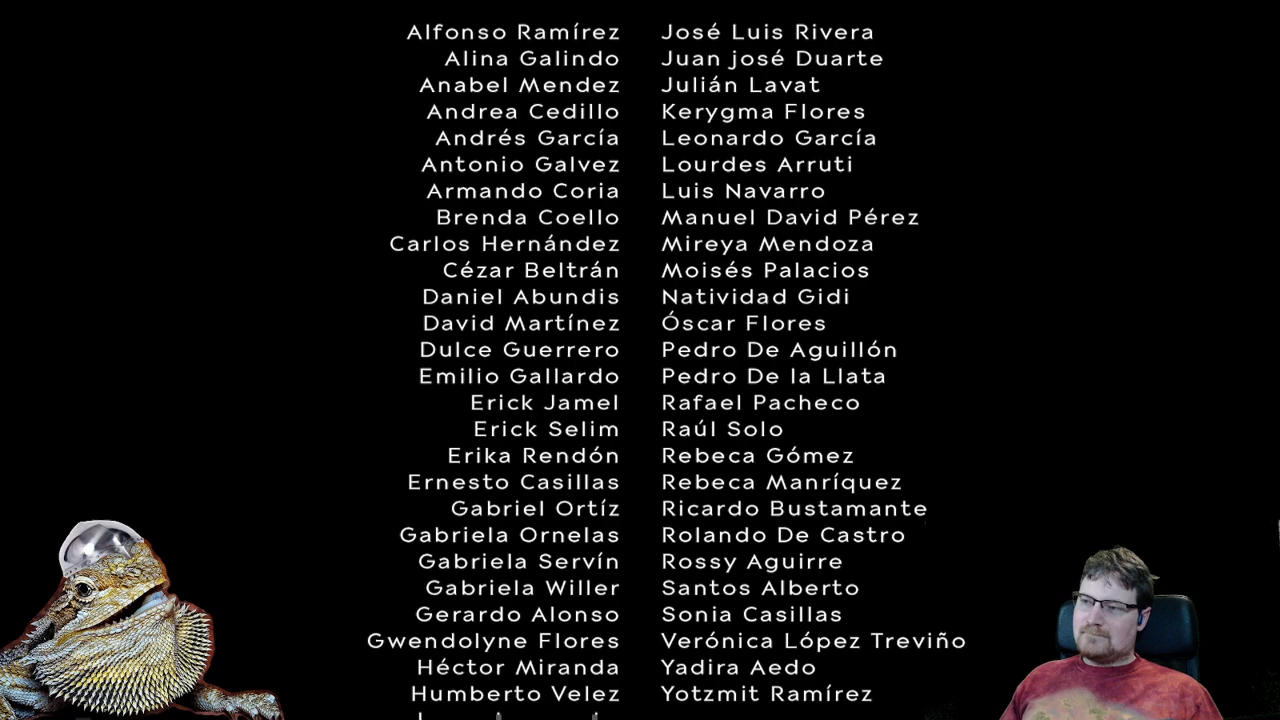 Alfonso Ramírez José Luis Rivera
Alina Galindo Juan josé Duarte
Anabel Mendez Julián Lavat
Andrea Cedillo Kerygma Flores
Andrés García Leonardo García
Antonio Galvez Lourdes Arruti
Armando Coria Luis Navarro
Brenda Coello Manuel David Pérez
Carlos Hernández Mireya Mendoza
Cézar Beltrán Moisés Palacios
Daniel Abundis Natividad Gidi
David Martínez Óscar Flores
Dulce Guerrero Pedro De Aguillón
Emilio Gallardo Pedro De la Llata
Erick Jamel Rafael Pacheco
Erick Selim Raúl Solo
Erika Rendón Rebeca Gómez
Ernesto Casillas Rebeca Manríquez
Gabriel Ortíz Ricardo Bustamante
Gabriela Ornelas Rolando De Castro
Gabriela Servín Rossy Aguirre
Gabriela Willer Santos Alberto
Gerardo Alonso Sonia Casillas
Gwendolyne Flores Verónica López Treviño
Héctor Miranda Yadira Aedo
Humberto Velez Yotzmit Ramírez